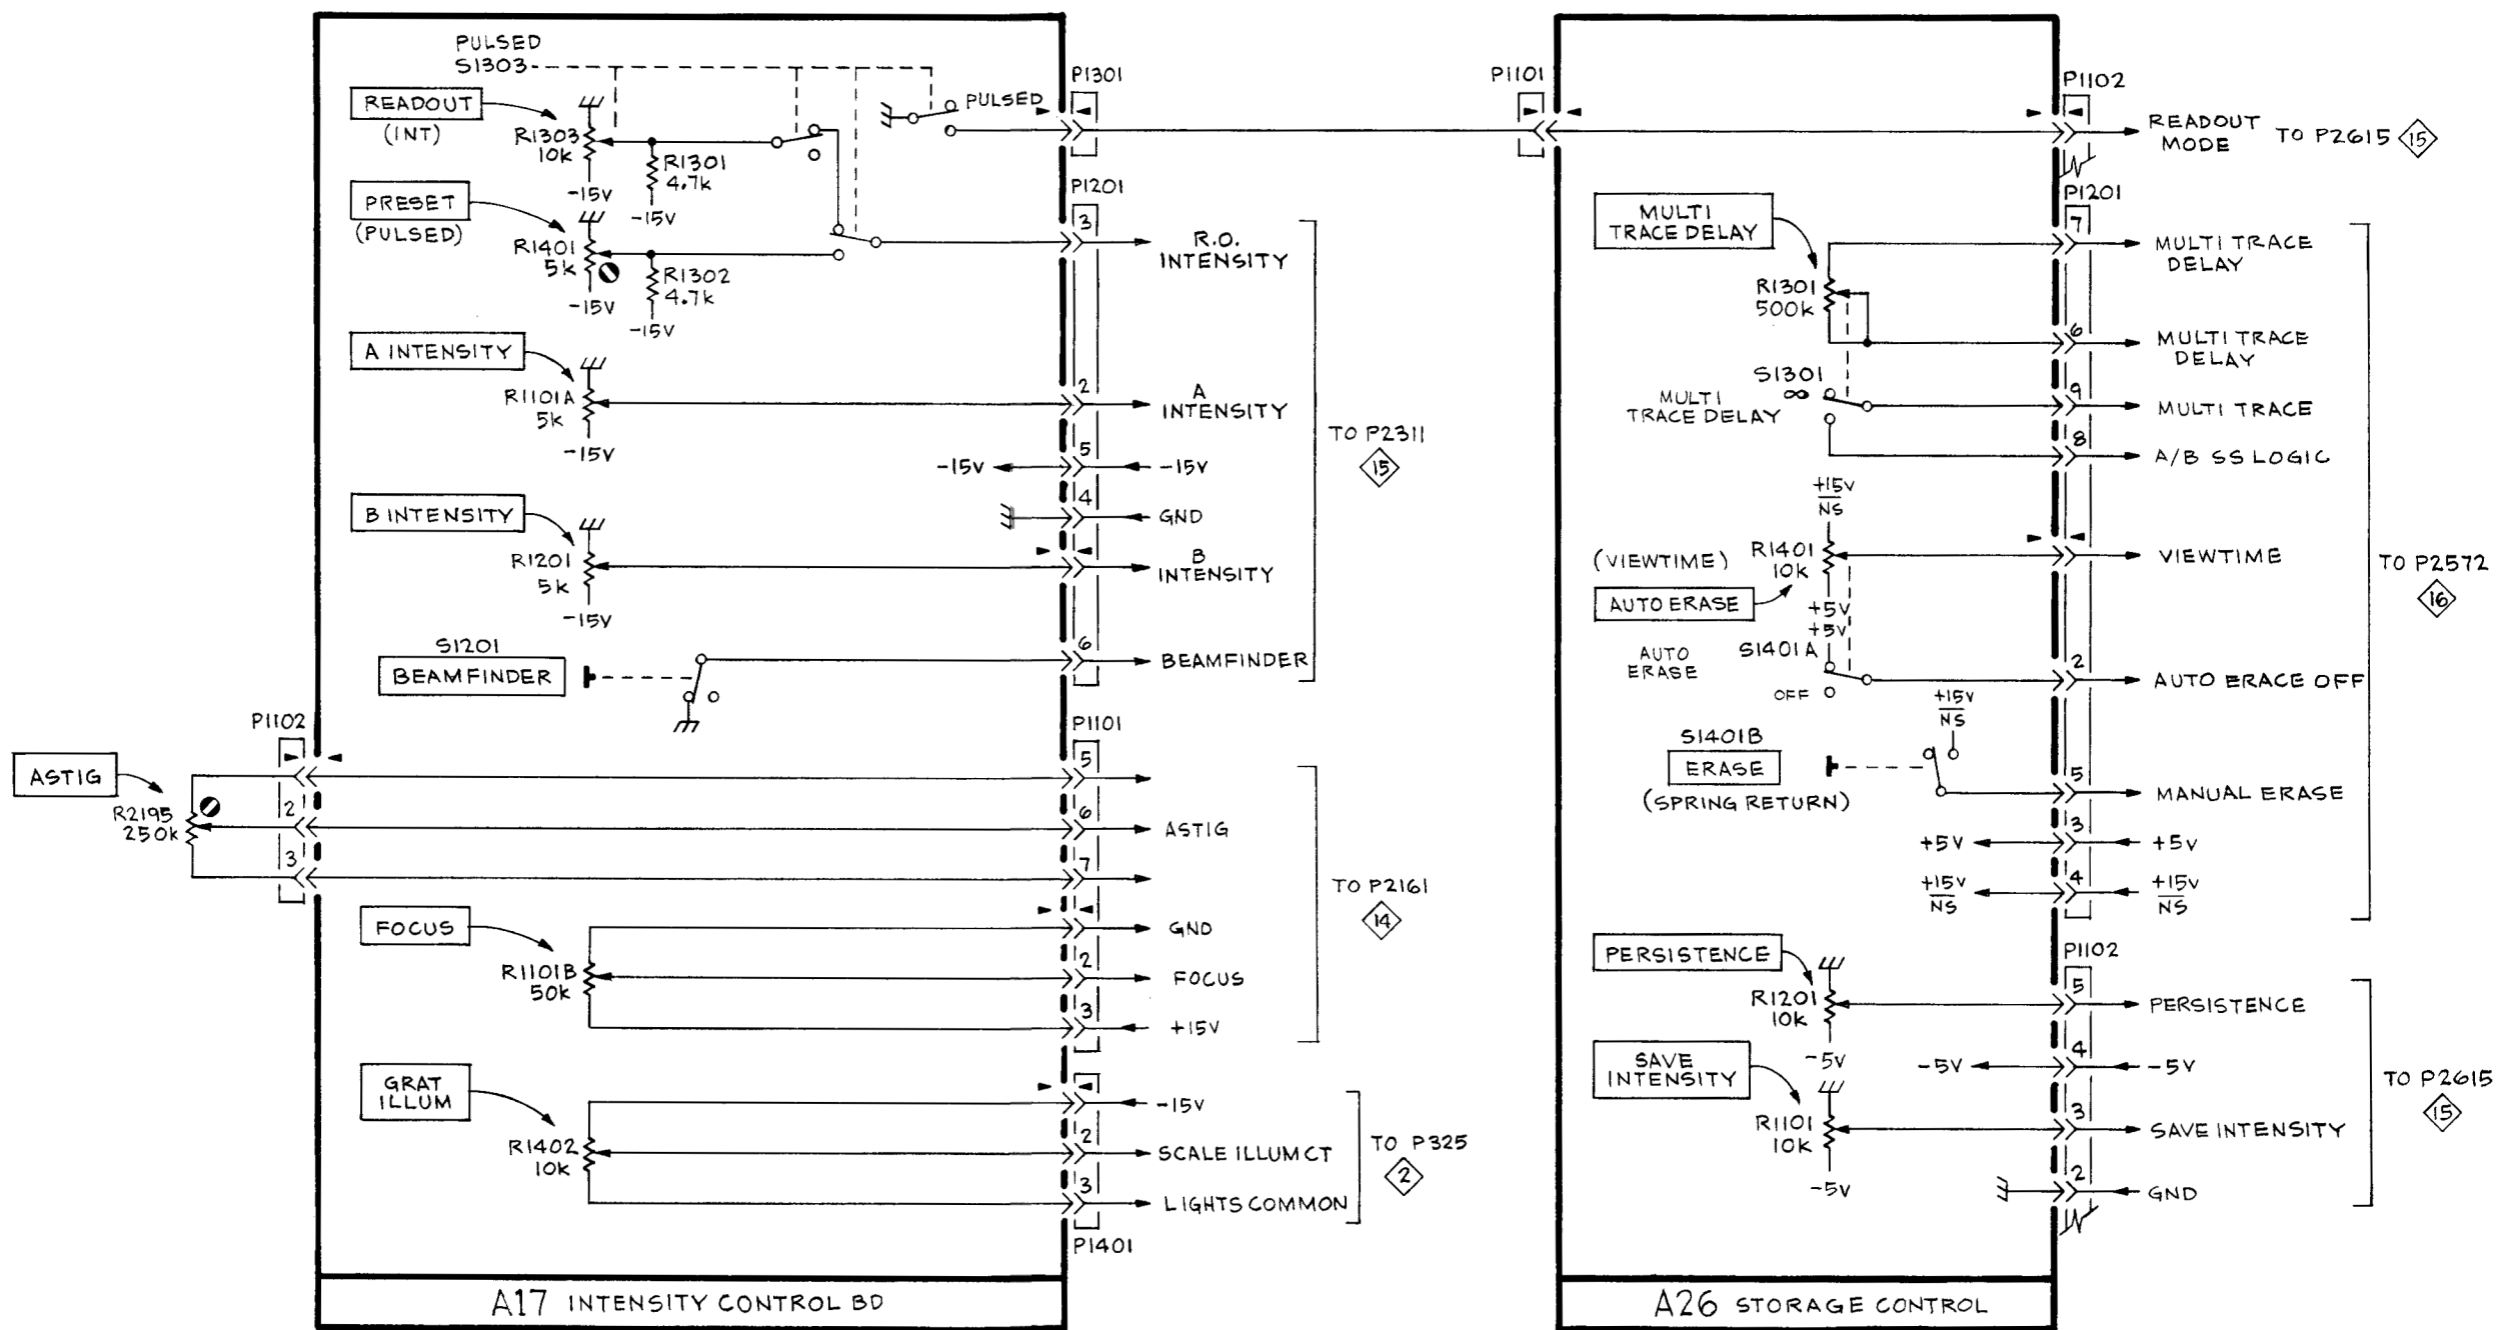 PULSED
S1303
READOUT
(INT)
R1303
10K
-15V
R1301
4.7K
-15V
PULSED
P1301
PRESET
(PULSED)
R1401
5K
-15V
R1302
4.7K
-15V
P1201
3
R.O.
INTENSITY
A INTENSITY
R1101A
5K
-15V
2
A
INTENSITY
5
-15V
-15V
4
GND
B INTENSITY
R1201
5K
-15V
B
INTENSITY
TO P2311
15
S1201
BEAMFINDER
6
BEAMFINDER
P1102
ASTIG
R2195
250K
2
3
P1101
5
6
ASTIG
7
FOCUS
R1101B
50K
GND
2
FOCUS
3
+15V
TO P2161
14
GRAT
ILLUM
R1402
10K
-15V
2
SCALE ILLUM CT
3
LIGHTS COMMON
P1401
TO P325
2
A17 INTENSITY CONTROL BD
P1101
P1102
READOUT
MODE
TO P2615 15
P1201
MULTI
TRACE DELAY
R1301
500K
7
MULTI TRACE
DELAY
6
MULTI TRACE
DELAY
S1301
∞
MULTI
TRACE DELAY
9
MULTI TRACE
8
A/B SS LOGIC
+15V
NS
(VIEWTIME)
R1401
10K
VIEWTIME
AUTO ERASE
+5V
+5V
AUTO
ERASE
S1401A
OFF
2
AUTO ERACE OFF
+15V
NS
S1401B
ERASE
(SPRING RETURN)
5
MANUAL ERASE
+5V
3
+5V
+15V
NS
4
+15V
NS
TO P2572
16
P1102
PERSISTENCE
R1201
10K
-5V
5
PERSISTENCE
-5V
4
-5V
SAVE
INTENSITY
R1101
10K
-5V
3
SAVE INTENSITY
2
GND
TO P2615
15
A26 STORAGE CONTROL